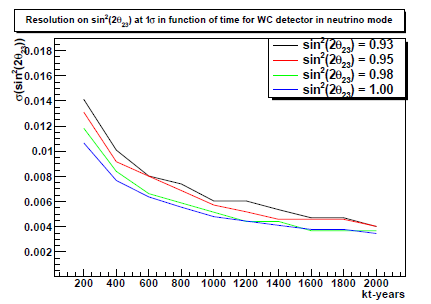 Resolution on sin²(2θ₂₃) at 1σ in function of time for WC detector in neutrino mode
σ(sin²(2θ₂₃))
sin²(2θ₂₃) = 0.93
sin²(2θ₂₃) = 0.95
sin²(2θ₂₃) = 0.98
sin²(2θ₂₃) = 1.00
0.018
0.016
0.014
0.012
0.01
0.008
0.006
0.004
0.002
200 400 600 800 1000 1200 1400 1600 1800 2000
kt-years